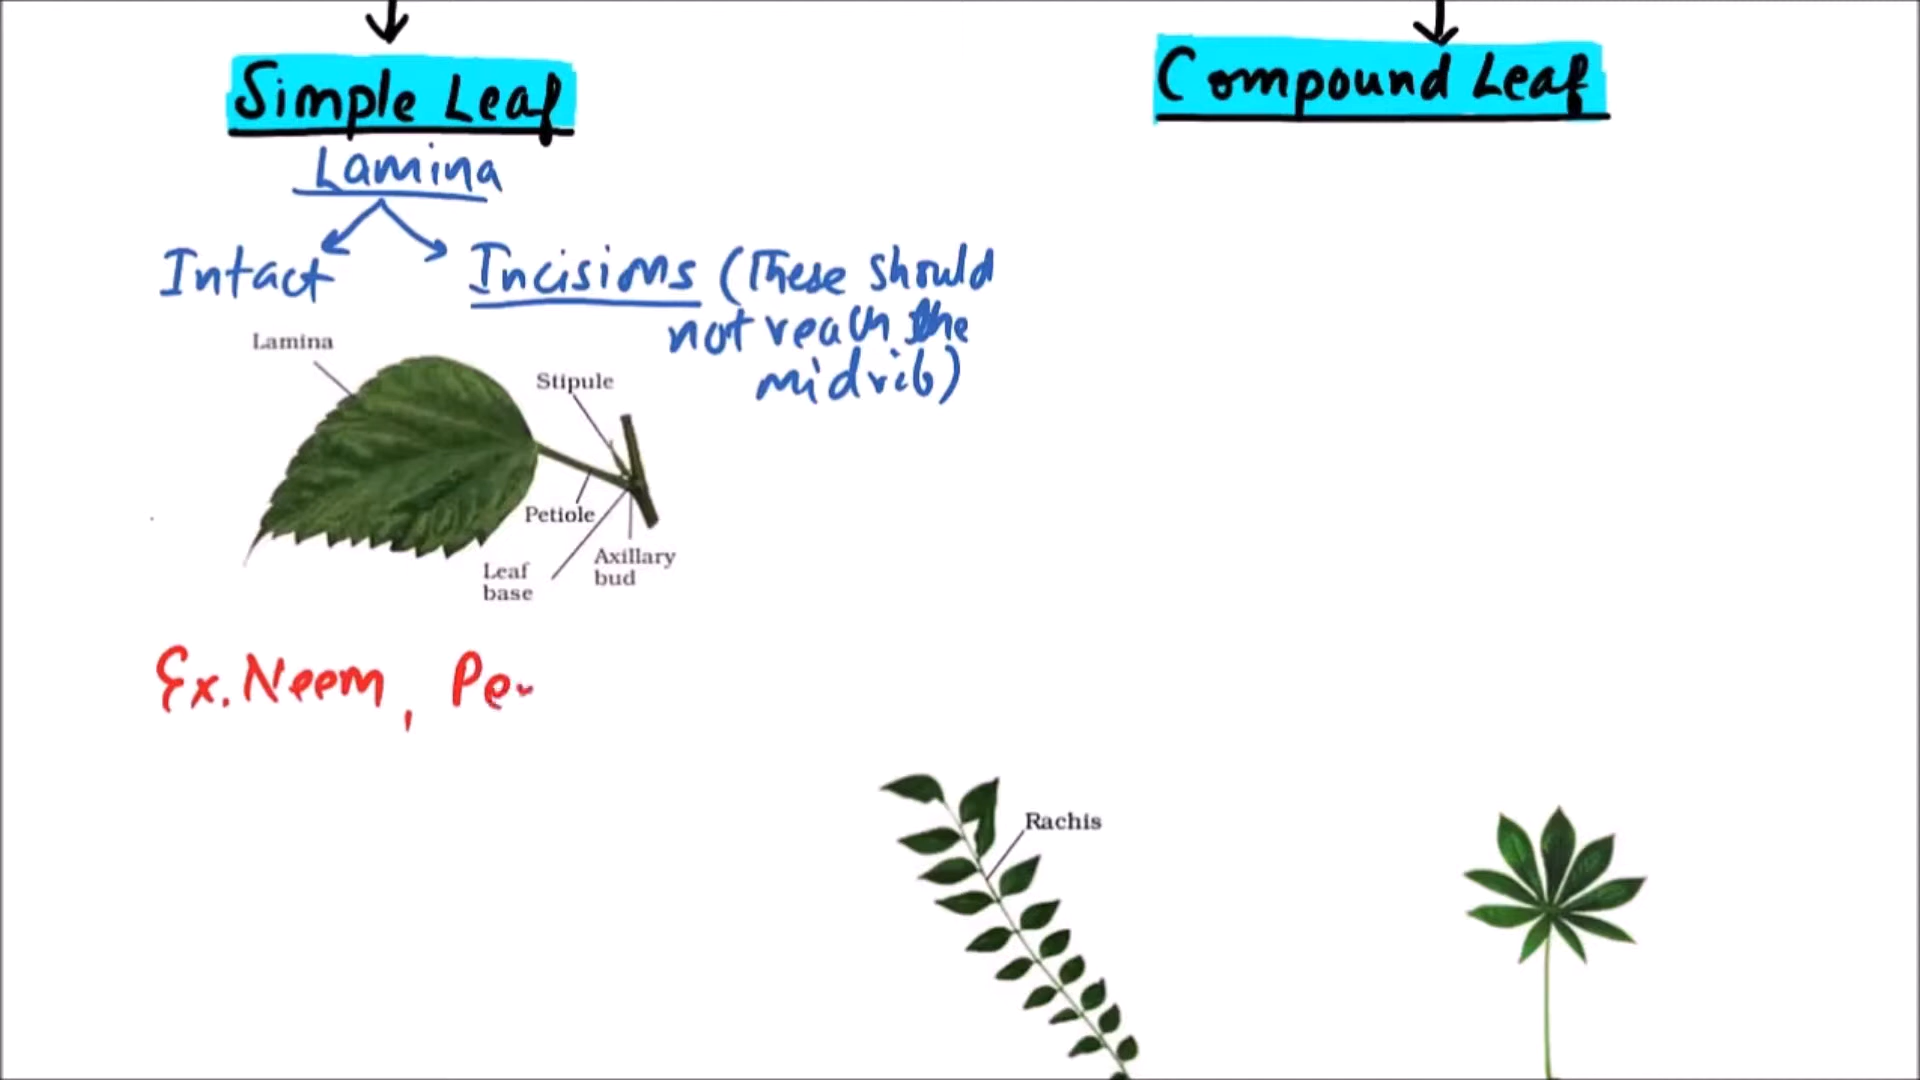 Simple Leaf
Compound Leaf
Lamina
Intact
Incisions (These should
not reach the
midrib)
Lamina
Stipule
Petiole
Leaf
base
Axillary
bud
Ex. Neem,
Rachis